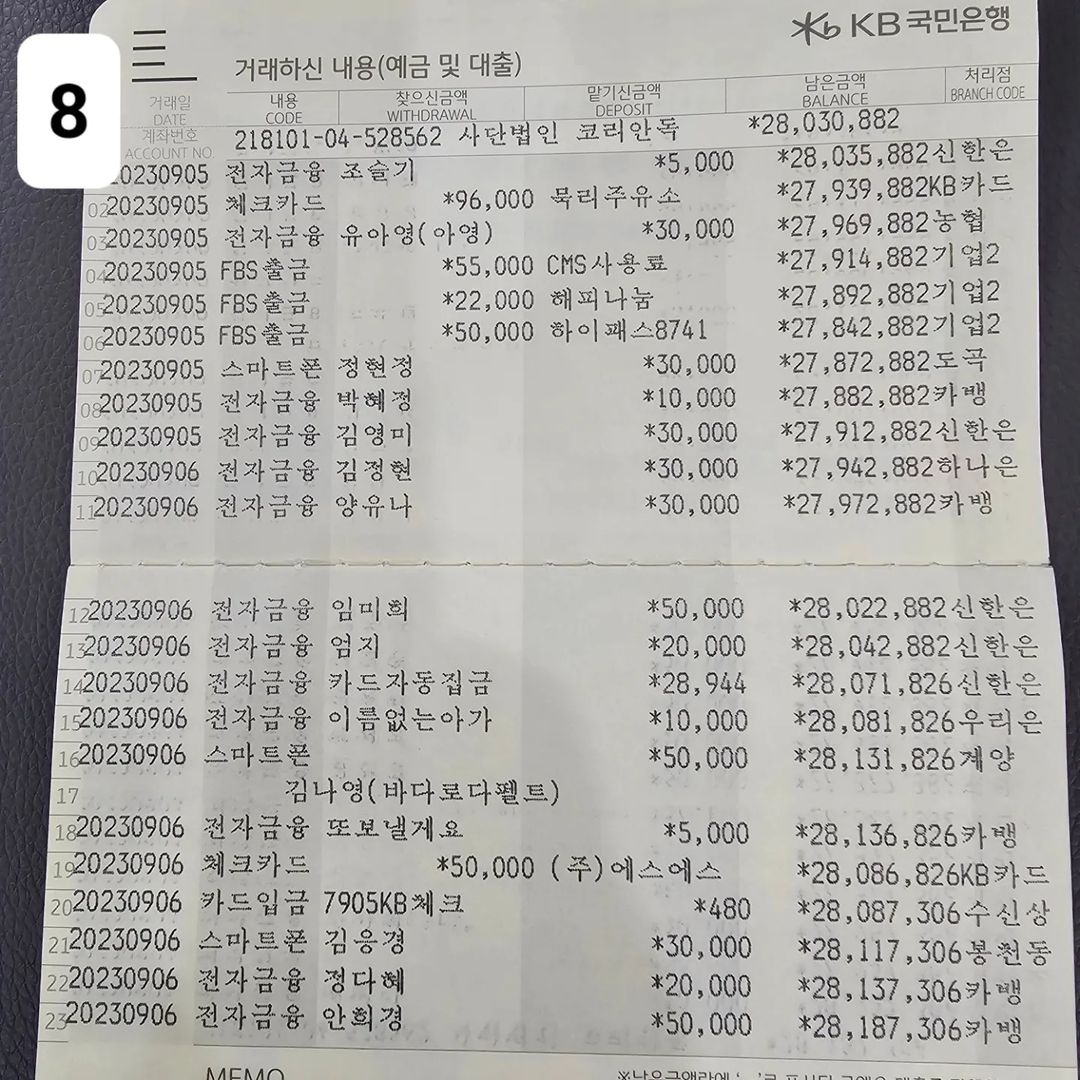 8
KB 국민은행
거래하신 내용(예금 및 대출)
거래일 내용 찾으신금액 맡기신금액 남은금액 처리점
DATE CODE WITHDRAWAL DEPOSIT BALANCE BRANCH CODE
계좌번호 218101-04-528562 사단법인 코리안독 *28,030,882
ACCOUNT NO.
20230905 전자금융 조슬기 *5,000 *28,035,882신한은
02 20230905 체크카드 *96,000 묵리주유소 *27,939,882KB카드
03 20230905 전자금융 유아영(아영) *30,000 *27,969,882농협
04 20230905 FBS출금 *55,000 CMS사용료 *27,914,882기업2
05 20230905 FBS출금 *22,000 해피나눔 *27,892,882기업2
06 20230905 FBS출금 *50,000 하이패스8741 *27,842,882기업2
07 20230905 스마트폰 정현정 *30,000 *27,872,882도곡
08 20230905 전자금융 박혜정 *10,000 *27,882,882카뱅
09 20230905 전자금융 김영미 *30,000 *27,912,882신한은
10 20230906 전자금융 김정현 *30,000 *27,942,882하나은
11 20230906 전자금융 양유나 *30,000 *27,972,882카뱅
12 20230906 전자금융 임미희 *50,000 *28,022,882신한은
13 20230906 전자금융 엄지 *20,000 *28,042,882신한은
14 20230906 전자금융 카드자동집금 *28,944 *28,071,826신한은
15 20230906 전자금융 이름없는아가 *10,000 *28,081,826우리은
16 20230906 스마트폰 *50,000 *28,131,826계양
17 김나영(바다로다펠트)
18 20230906 전자금융 또보낼게요 *5,000 *28,136,826카뱅
19 20230906 체크카드 *50,000 (주)에스에스 *28,086,826KB카드
20 20230906 카드입금 7905KB체크 *480 *28,087,306수신상
21 20230906 스마트폰 김응경 *30,000 *28,117,306봉천동
22 20230906 전자금융 정다혜 *20,000 *28,137,306카뱅
23 20230906 전자금융 안희경 *50,000 *28,187,306카뱅
MEMO